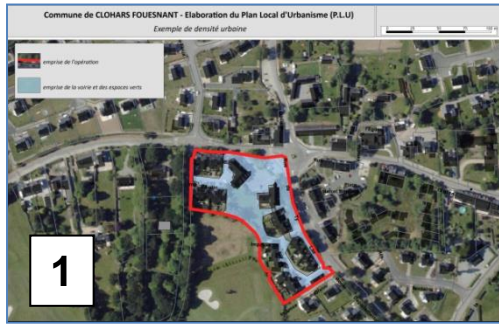 Commune de CLOHARS FOUESNANT - Elaboration du Plan Local d'Urbanisme (P.L.U)
Exemple de densité urbaine
emprise de l'opération
emprise de la voirie et des espaces verts
1